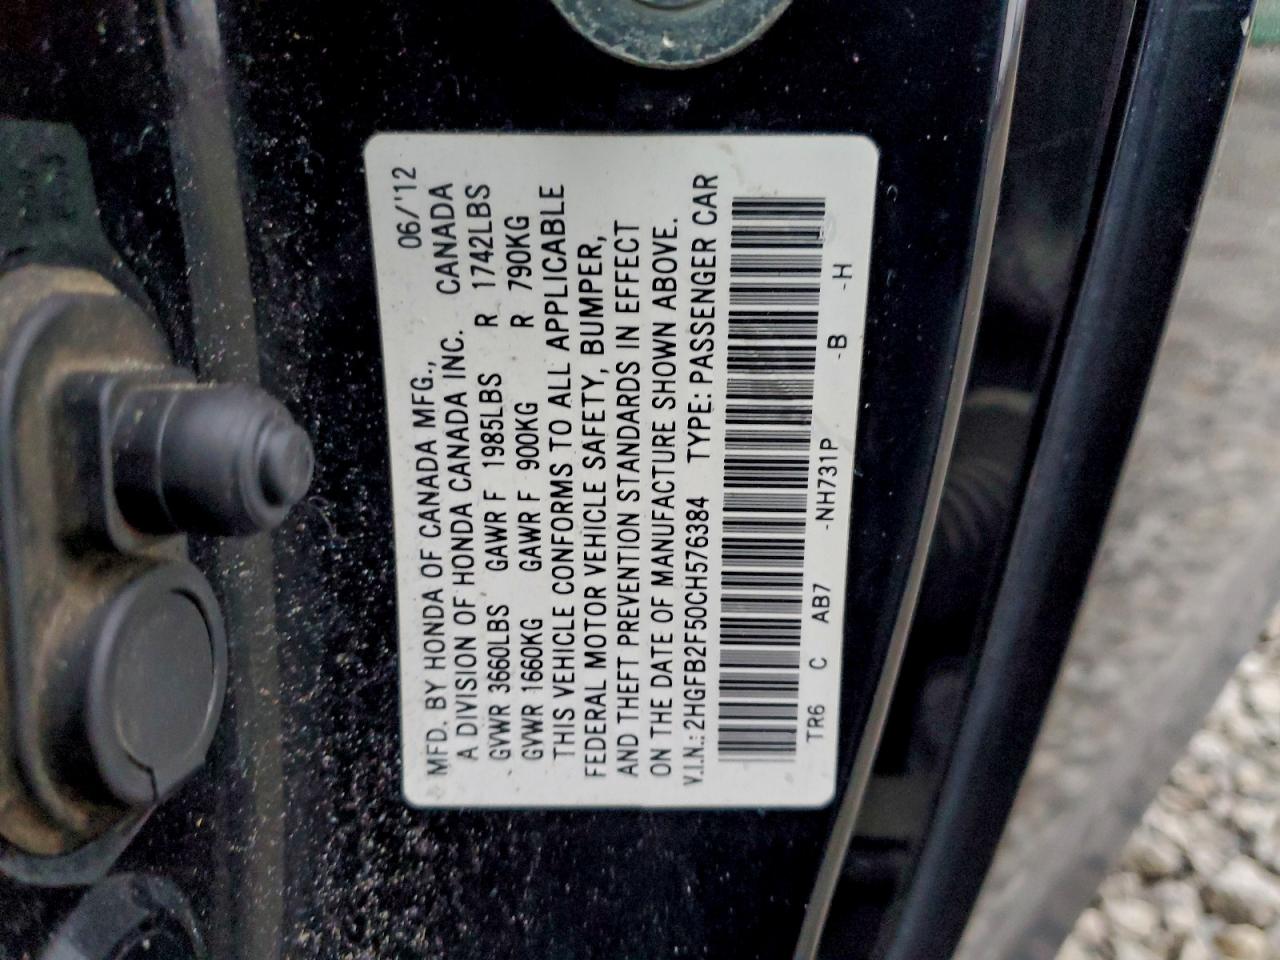 MFD. BY HONDA OF CANADA MFG., 06/'12
A DIVISION OF HONDA CANADA INC. CANADA
GVWR 3660LBS GAWR F 1985LBS R 1742LBS
GVWR 1660KG GAWR F 900KG R 790KG
THIS VEHICLE CONFORMS TO ALL APPLICABLE
FEDERAL MOTOR VEHICLE SAFETY, BUMPER,
AND THEFT PREVENTION STANDARDS IN EFFECT
ON THE DATE OF MANUFACTURE SHOWN ABOVE.
V.I.N.: 2HGFB2F50CH576384 TYPE: PASSENGER CAR
TR6 C AB7 -NH731P -B -H